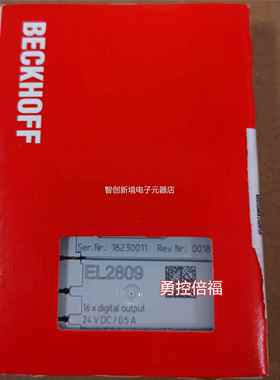 BECKHOFF
智创新境电子元器店
Ser.Nr. 18230011 Rev Nr. 0018
EL2809
16 x digital output
24 V DC / 0.5 A
勇控倍福